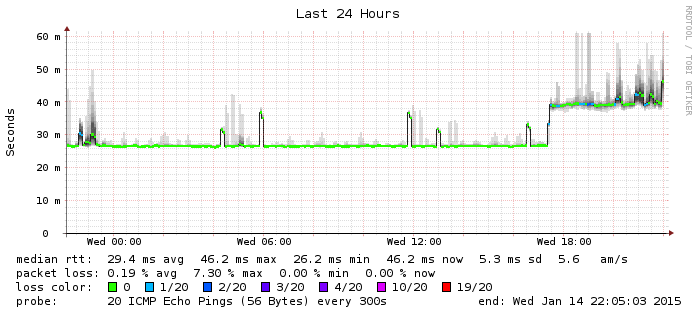 Last 24 Hours
RRDTOOL / TOBI OETIKER
Seconds
60 m
50 m
40 m
30 m
20 m
10 m
0
Wed 00:00 Wed 06:00 Wed 12:00 Wed 18:00
median rtt: 29.4 ms avg 46.2 ms max 26.2 ms min 46.2 ms now 5.3 ms sd 5.6 am/s
packet loss: 0.19 % avg 7.30 % max 0.00 % min 0.00 % now
loss color: 0 1/20 2/20 3/20 4/20 10/20 19/20
probe: 20 ICMP Echo Pings (56 Bytes) every 300s end: Wed Jan 14 22:05:03 2015